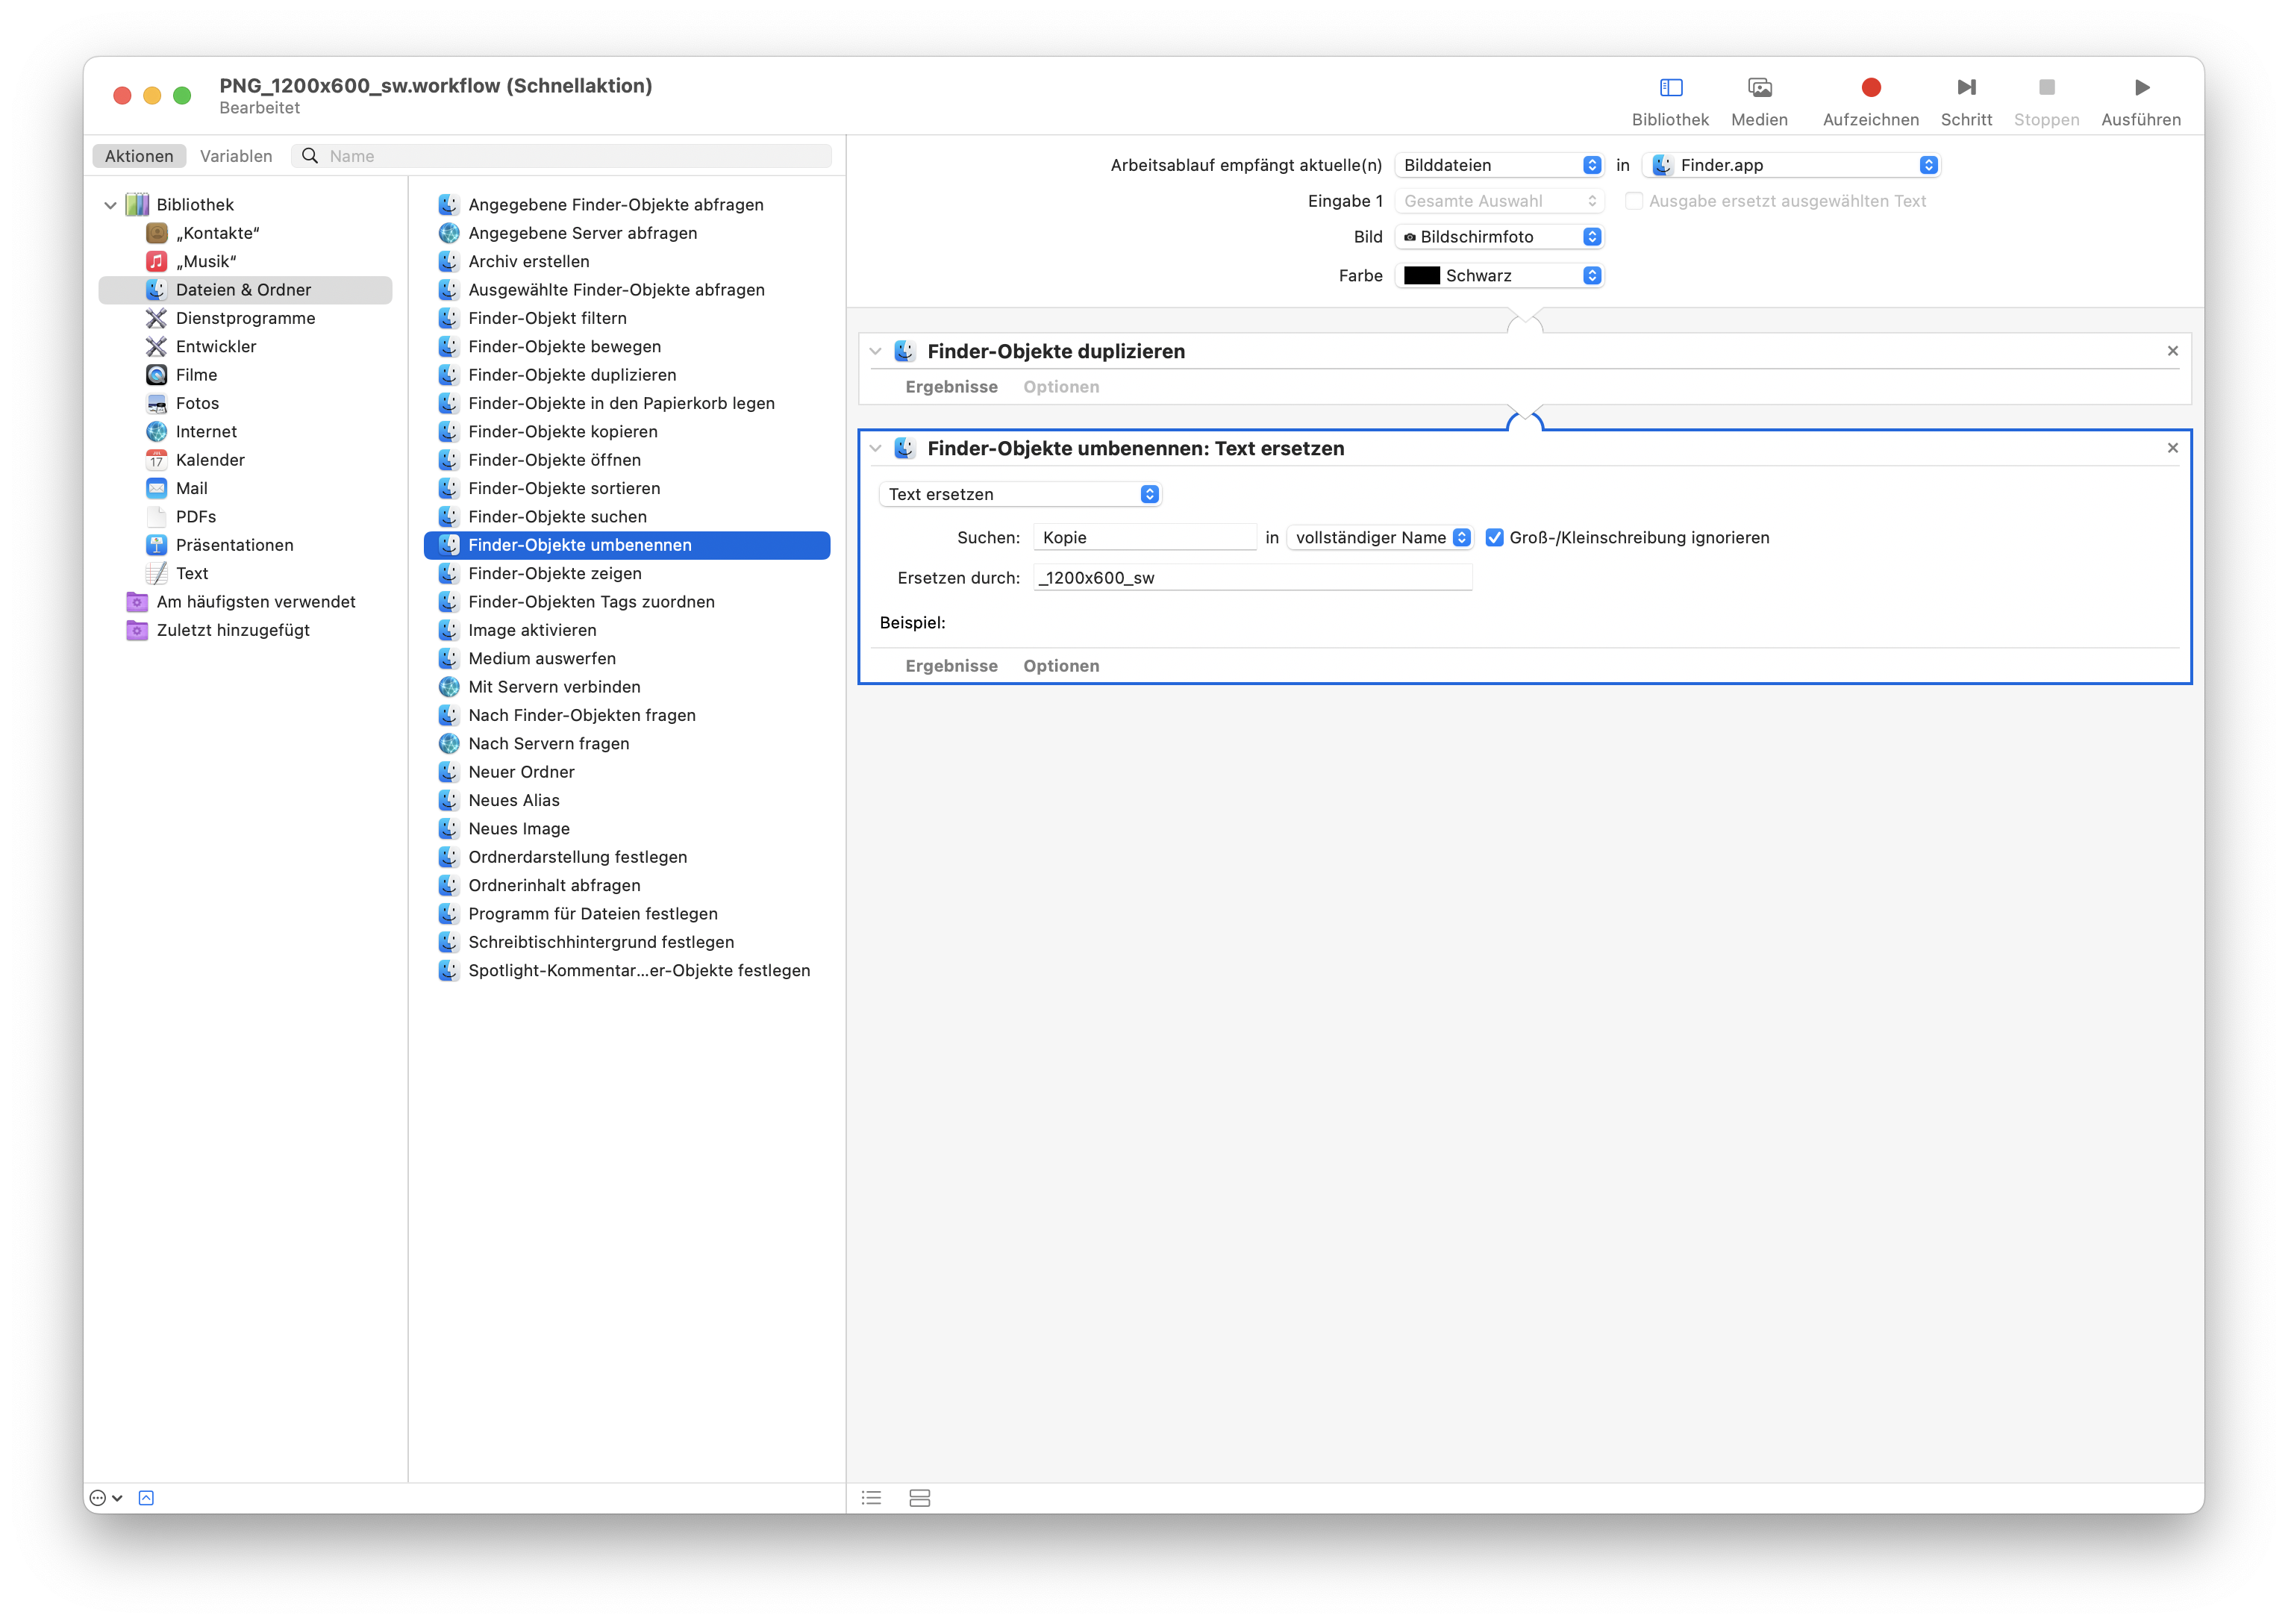 PNG_1200x600_sw.workflow (Schnellaktion)
Bearbeitet
Bibliothek
Medien
Aufzeichnen
Schritt
Stoppen
Ausführen
Aktionen
Variablen
Name
Bibliothek
„Kontakte“
„Musik“
Dateien & Ordner
Dienstprogramme
Entwickler
Filme
Fotos
Internet
Kalender
Mail
PDFs
Präsentationen
Text
Am häufigsten verwendet
Zuletzt hinzugefügt
Angegebene Finder-Objekte abfragen
Angegebene Server abfragen
Archiv erstellen
Ausgewählte Finder-Objekte abfragen
Finder-Objekt filtern
Finder-Objekte bewegen
Finder-Objekte duplizieren
Finder-Objekte in den Papierkorb legen
Finder-Objekte kopieren
Finder-Objekte öffnen
Finder-Objekte sortieren
Finder-Objekte suchen
Finder-Objekte umbenennen
Finder-Objekte zeigen
Finder-Objekten Tags zuordnen
Image aktivieren
Medium auswerfen
Mit Servern verbinden
Nach Finder-Objekten fragen
Nach Servern fragen
Neuer Ordner
Neues Alias
Neues Image
Ordnerdarstellung festlegen
Ordnerinhalt abfragen
Programm für Dateien festlegen
Schreibtischhintergrund festlegen
Spotlight-Kommentar...er-Objekte festlegen
Arbeitsablauf empfängt aktuelle(n) Bilddateien in Finder.app
Eingabe 1 Gesamte Auswahl Ausgabe ersetzt ausgewählten Text
Bild Bildschirmfoto
Farbe Schwarz
Finder-Objekte duplizieren
Ergebnisse Optionen
Finder-Objekte umbenennen: Text ersetzen
Text ersetzen
Suchen: Kopie in vollständiger Name Groß-/Kleinschreibung ignorieren
Ersetzen durch: _1200x600_sw
Beispiel:
Ergebnisse Optionen